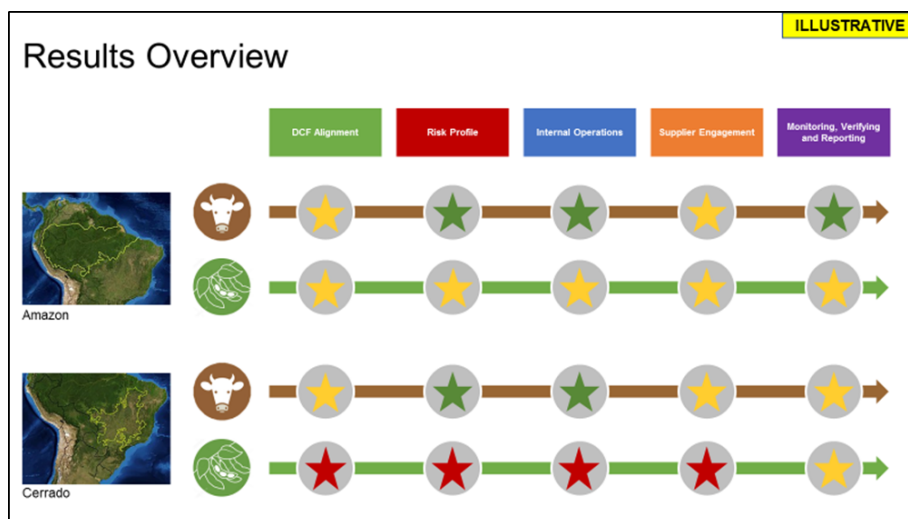 ILLUSTRATIVE
Results Overview
DCF Alignment
Risk Profile
Internal Operations
Supplier Engagement
Monitoring, Verifying
and Reporting
Amazon
Cerrado